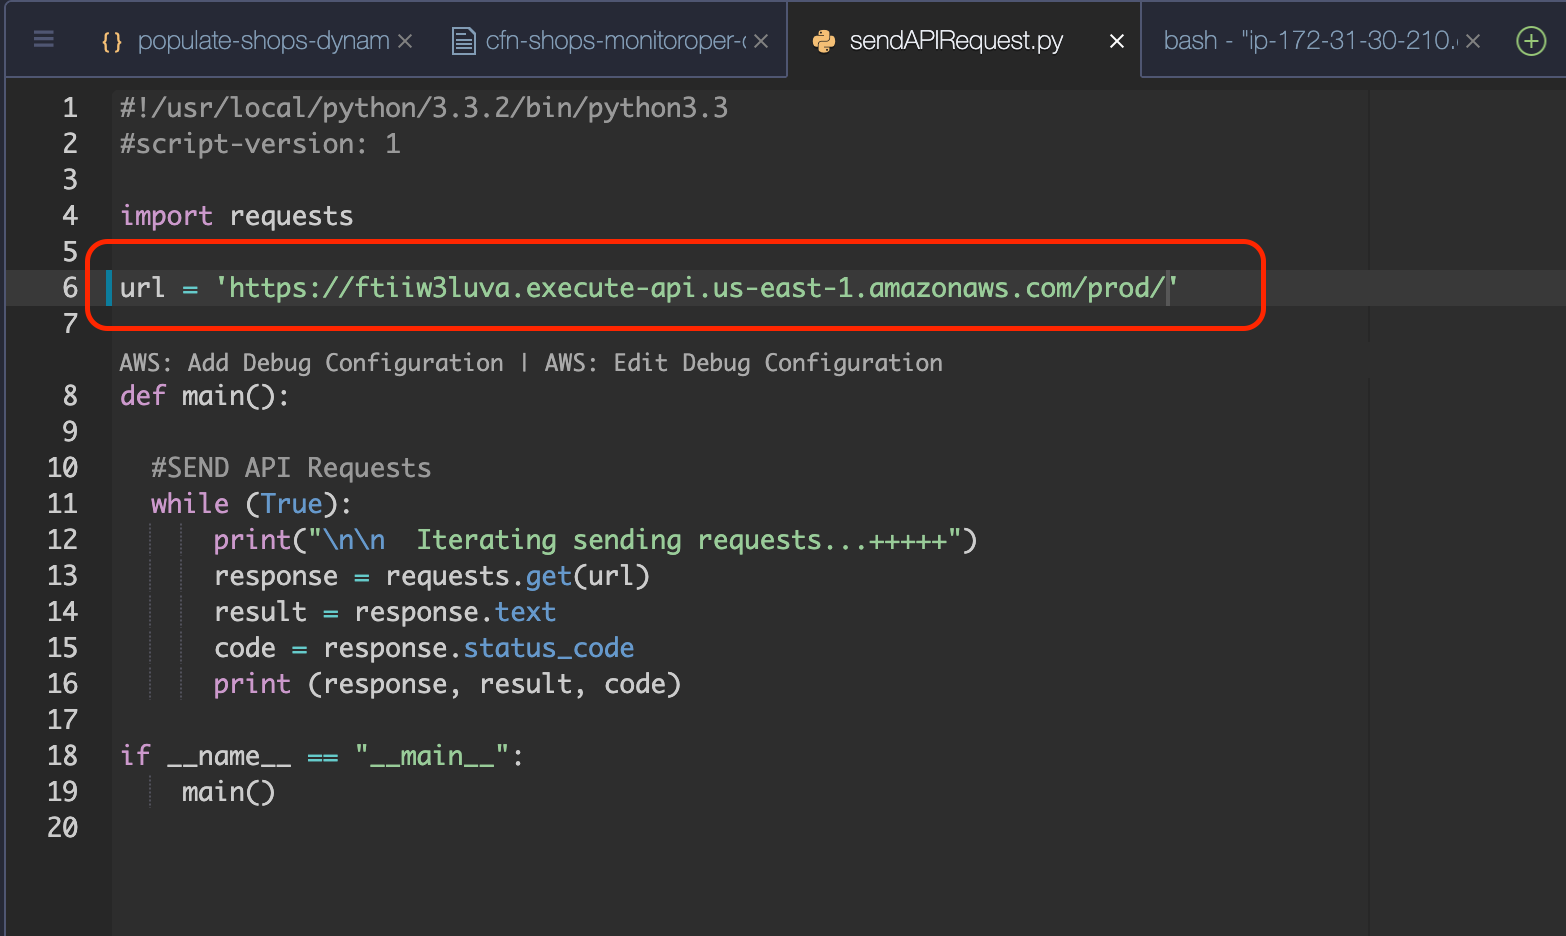 populate-shops-dynam
cfn-shops-monitoroper-
sendAPIRequest.py
bash - "ip-172-31-30-210.
1 #!/usr/local/python/3.3.2/bin/python3.3
2 #script-version: 1
3
4 import requests
5
6 url = 'https://ftiiw3luva.execute-api.us-east-1.amazonaws.com/prod/'
7
AWS: Add Debug Configuration | AWS: Edit Debug Configuration
8 def main():
9
10 #SEND API Requests
11 while (True):
12 print("\n\n  Iterating sending requests...+++++")
13 response = requests.get(url)
14 result = response.text
15 code = response.status_code
16 print (response, result, code)
17
18 if __name__ == "__main__":
19 main()
20